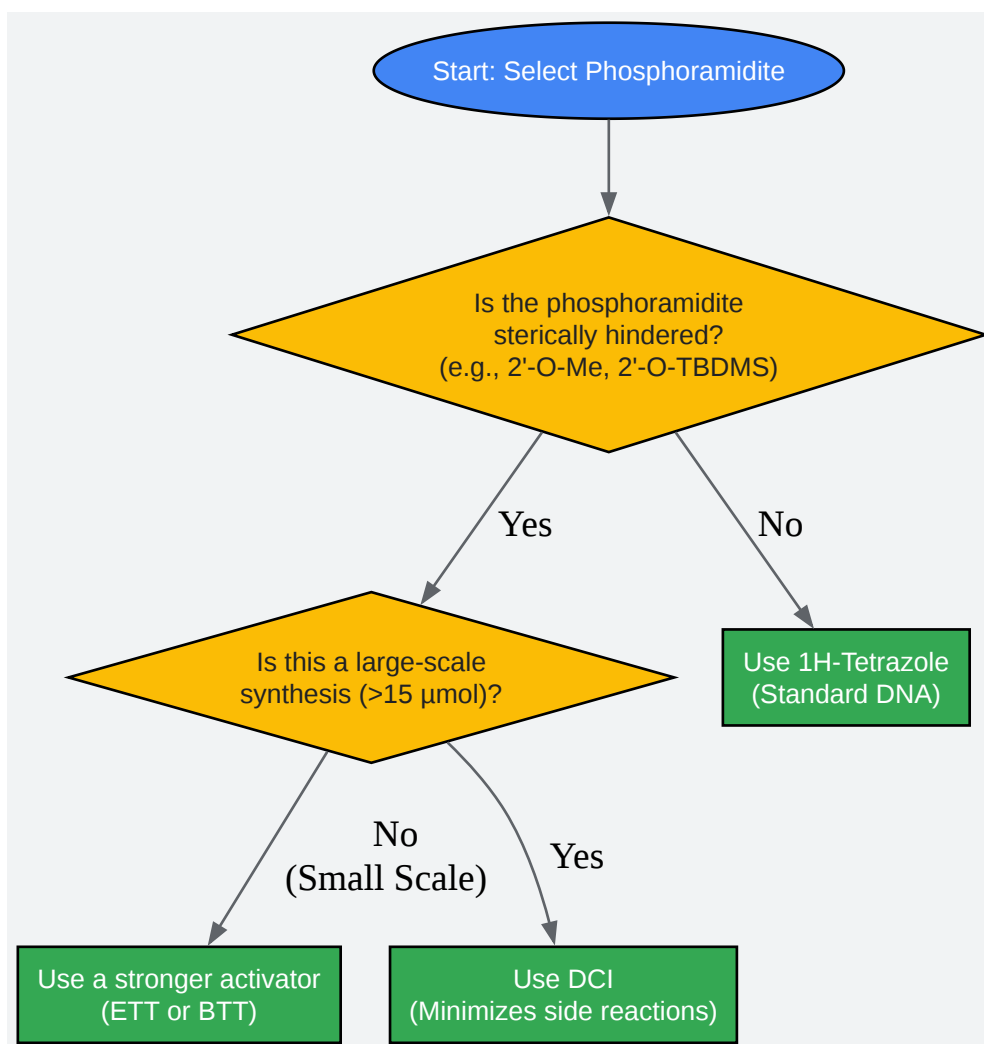 Start: Select Phosphoramidite
Is the phosphoramidite
sterically hindered?
(e.g., 2'-O-Me, 2'-O-TBDMS)
Yes
No
Is this a large-scale
synthesis (>15 µmol)?
Use 1H-Tetrazole
(Standard DNA)
No
(Small Scale)
Yes
Use a stronger activator
(ETT or BTT)
Use DCI
(Minimizes side reactions)